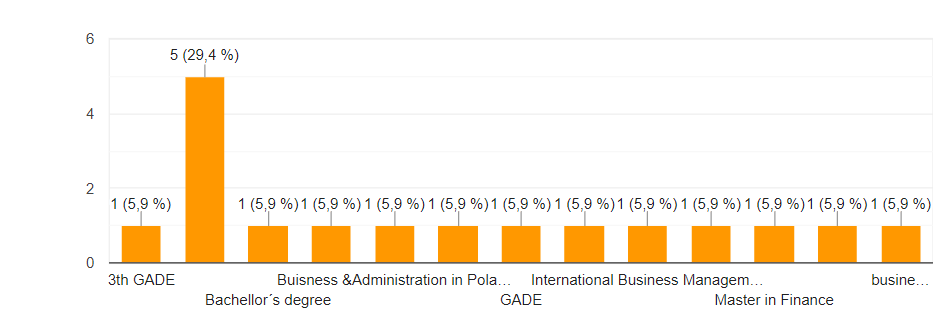 6
5 (29,4 %)
4
2
1 (5,9 %) 1 (5,9 %) 1 (5,9 %) 1 (5,9 %) 1 (5,9 %) 1 (5,9 %) 1 (5,9 %) 1 (5,9 %) 1 (5,9 %) 1 (5,9 %) 1 (5,9 %) 1 (5,9 %)
0
3th GADE Buisness &Administration in Pola… International Business Managem… busine…
Bachellor´s degree GADE Master in Finance